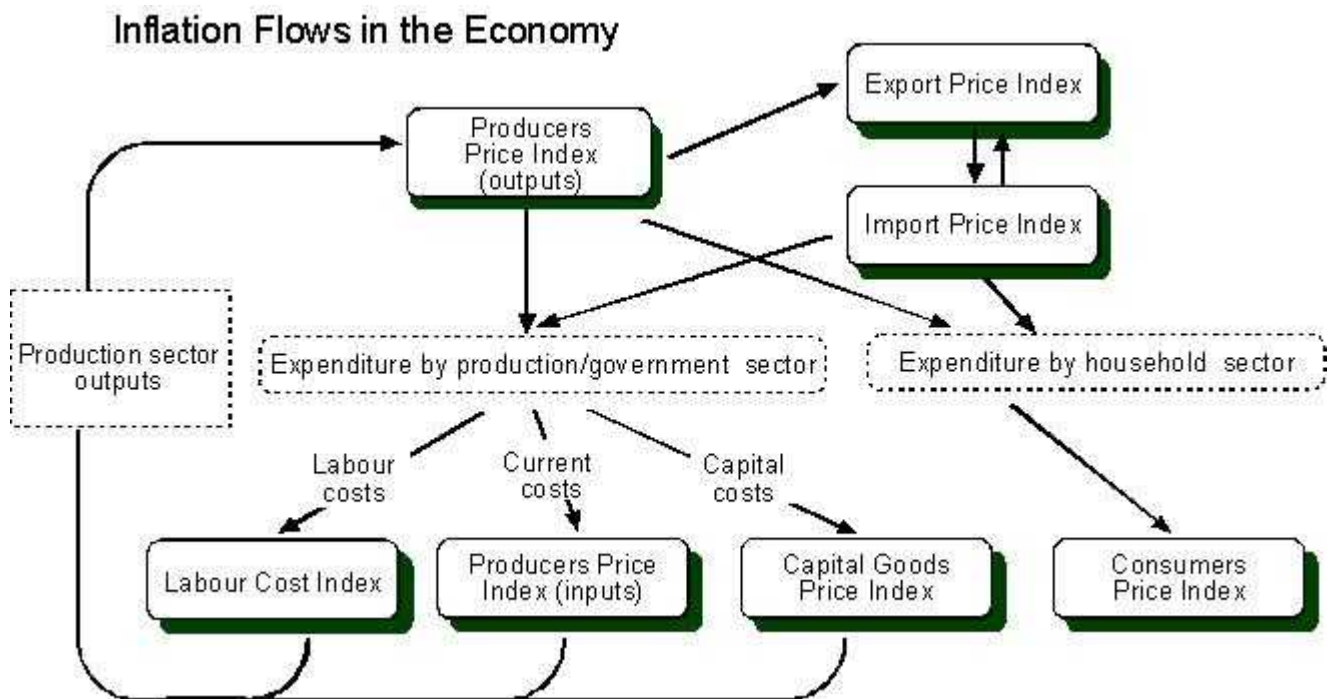 Inflation Flows in the Economy
Export Price Index
Producers
Price Index
(outputs)
Import Price Index
Production sector
outputs
Expenditure by production/government sector
Expenditure by household sector
Labour
costs
Current
costs
Capital
costs
Labour Cost Index
Producers Price
Index (inputs)
Capital Goods
Price Index
Consumers
Price Index